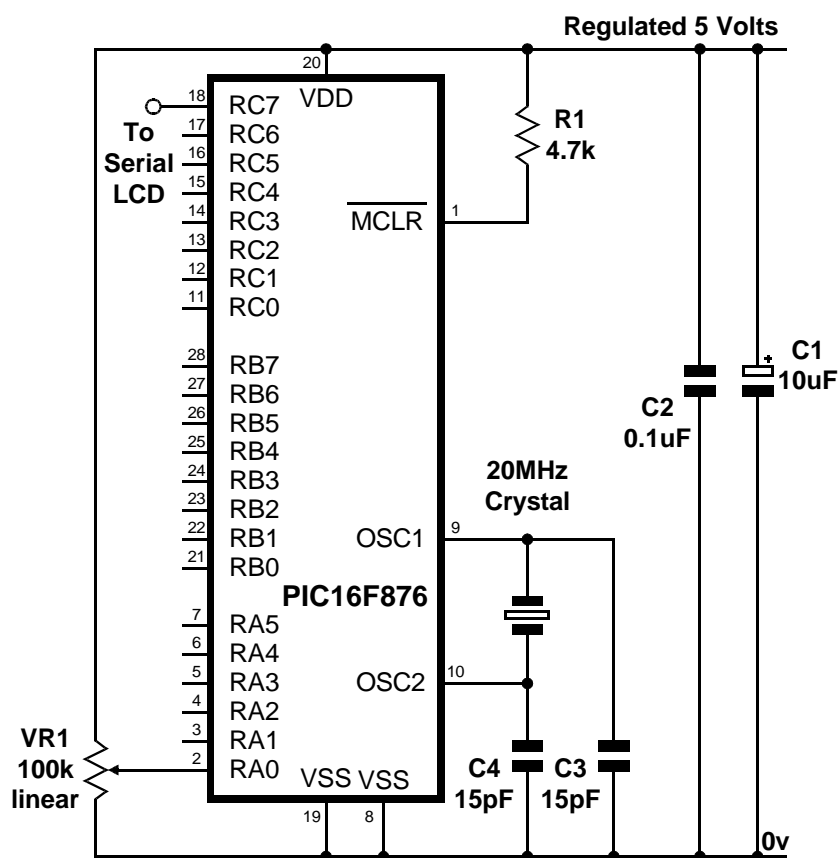 Regulated 5 Volts
20
18
RC7
VDD
To
Serial
LCD
17
RC6
16
RC5
15
RC4
14
RC3
13
RC2
12
RC1
11
RC0
R1
4.7k
MCLR
1
28
RB7
27
RB6
26
RB5
25
RB4
24
RB3
23
RB2
22
RB1
21
RB0
C2
0.1uF
+
C1
10uF
20MHz
Crystal
OSC1
9
PIC16F876
7
RA5
6
RA4
5
RA3
4
RA2
3
RA1
2
RA0
OSC2
10
VR1
100k
linear
VSS
VSS
19
8
C4
15pF
C3
15pF
0v